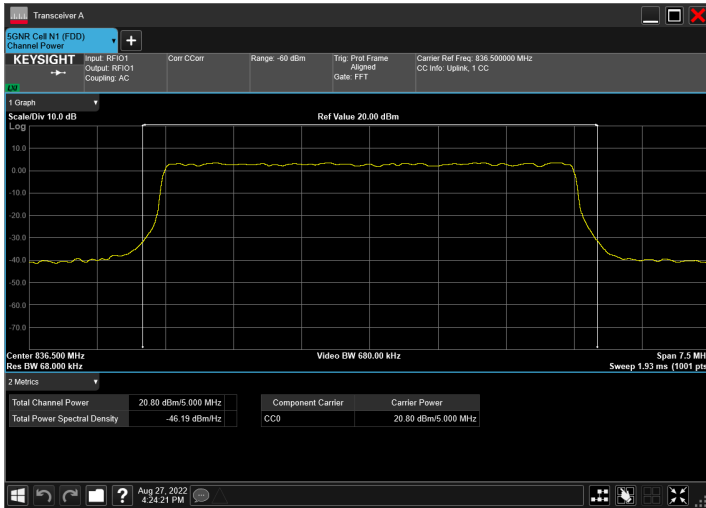 Transceiver A
5GNR Cell N1 (FDD)
Channel Power
KEYSIGHT
LXI
Input: RFIO1
Output: RFIO1
Coupling: AC
Corr CCorr
Range: -60 dBm
Trig: Prot Frame
Aligned
Gate: FFT
Carrier Ref Freq: 836.500000 MHz
CC Info: Uplink, 1 CC
1 Graph
Scale/Div 10.0 dB
Ref Value 20.00 dBm
Log
10.0
0.00
-10.0
-20.0
-30.0
-40.0
-50.0
-60.0
-70.0
Center 836.500 MHz
Video BW 680.00 kHz
Span 7.5 MH
Res BW 68.000 kHz
Sweep 1.93 ms (1001 pts
2 Metrics
Total Channel Power 20.80 dBm/5.000 MHz
Total Power Spectral Density -46.19 dBm/Hz
Component Carrier Carrier Power
CC0 20.80 dBm/5.000 MHz
Aug 27, 2022
4:24:21 PM